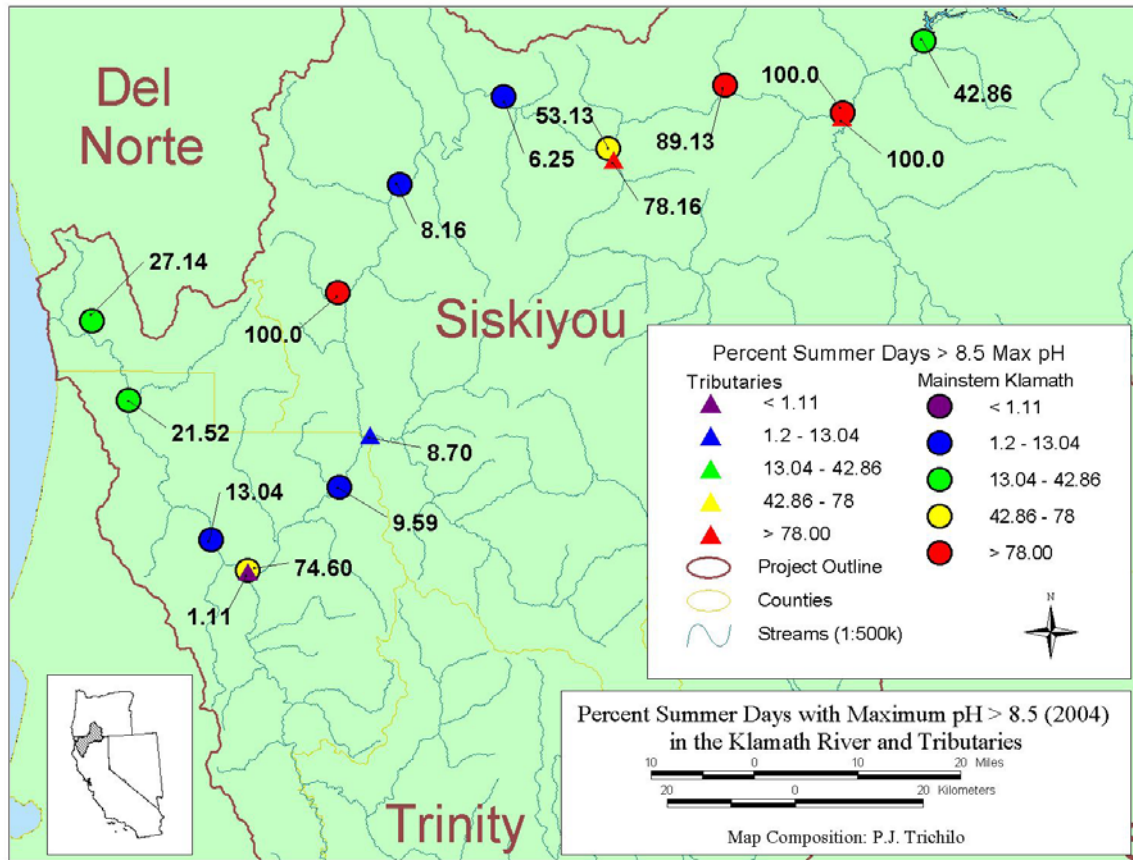 Del
Norte
Siskiyou
Trinity
100.0
42.86
53.13
89.13
6.25
100.0
78.16
8.16
27.14
100.0
21.52
8.70
13.04
9.59
74.60
1.11
Percent Summer Days > 8.5 Max pH
Tributaries
< 1.11
1.2 - 13.04
13.04 - 42.86
42.86 - 78
> 78.00
Mainstem Klamath
< 1.11
1.2 - 13.04
13.04 - 42.86
42.86 - 78
> 78.00
Project Outline
Counties
Streams (1:500k)
N
Percent Summer Days with Maximum pH > 8.5 (2004)
in the Klamath River and Tributaries
10 0 10 20 Miles
20 0 20 Kilometers
Map Composition: P.J. Trichilo